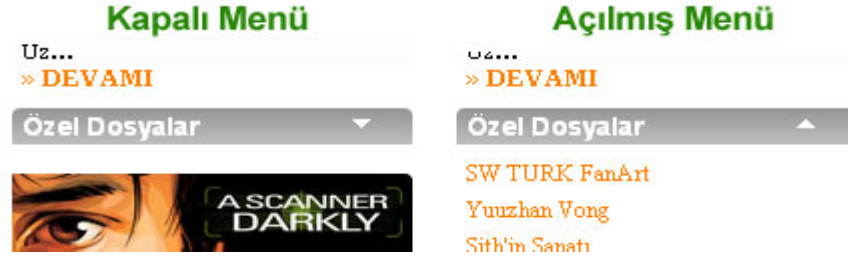 Kapalı Menü
Uz...
» DEVAMI
Özel Dosyalar
A SCANNER
DARKLY
Açılmış Menü
Uz...
» DEVAMI
Özel Dosyalar
SW TURK FanArt
Yuuzhan Vong
Sith'in Sanatı